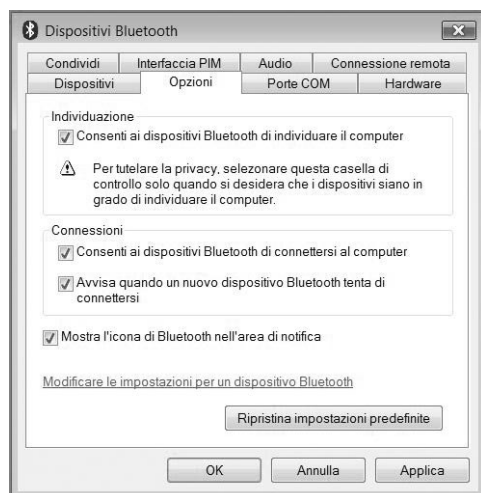 Dispositivi Bluetooth
Condividi Interfaccia PIM Audio Connessione remota
Dispositivi Opzioni Porte COM Hardware
Individuazione
Consenti ai dispositivi Bluetooth di individuare il computer
Per tutelare la privacy, selezonare questa casella di
controllo solo quando si desidera che i dispositivi siano in
grado di individuare il computer.
Connessioni
Consenti ai dispositivi Bluetooth di connettersi al computer
Avvisa quando un nuovo dispositivo Bluetooth tenta di
connettersi
Mostra l'icona di Bluetooth nell'area di notifica
Modificare le impostazioni per un dispositivo Bluetooth
Ripristina impostazioni predefinite
OK Annulla Applica